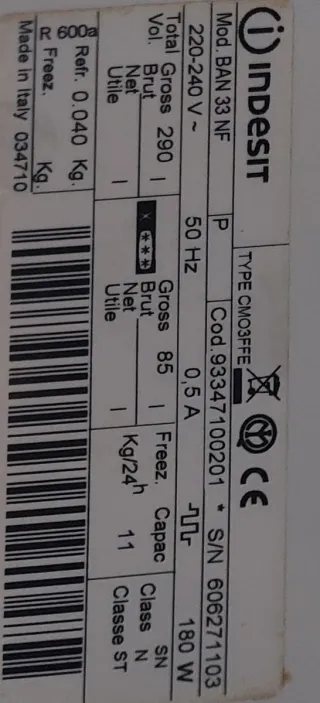 INDESIT
TYPE CMO3FFE
CE
Mod. BAN 33 NF P Cod.93347100201 * S/N 606271103
220-240 V ~ 50 Hz 0,5 A 180 W
Total Gross 290 l Gross 85 l Freez. Capac SN
Vol. Brut Brut Kg/24h 11 Class N
Net Net Classe ST
Utile l Utile l
Refr. 0.040 Kg.
R 600a
Freez. Kg.
Made in Italy 034710